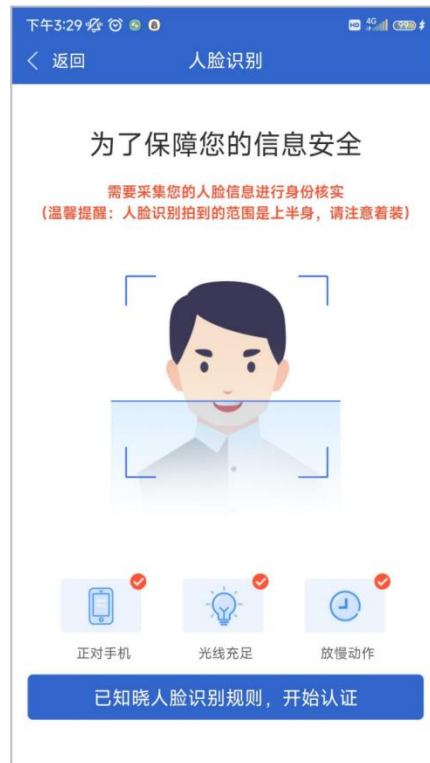 下午3:29
HD 4G 99
返回 人脸识别
为了保障您的信息安全
需要采集您的人脸信息进行身份核实
(温馨提醒：人脸识别拍到的范围是上半身，请注意着装)
正对手机 光线充足 放慢动作
已知晓人脸识别规则，开始认证